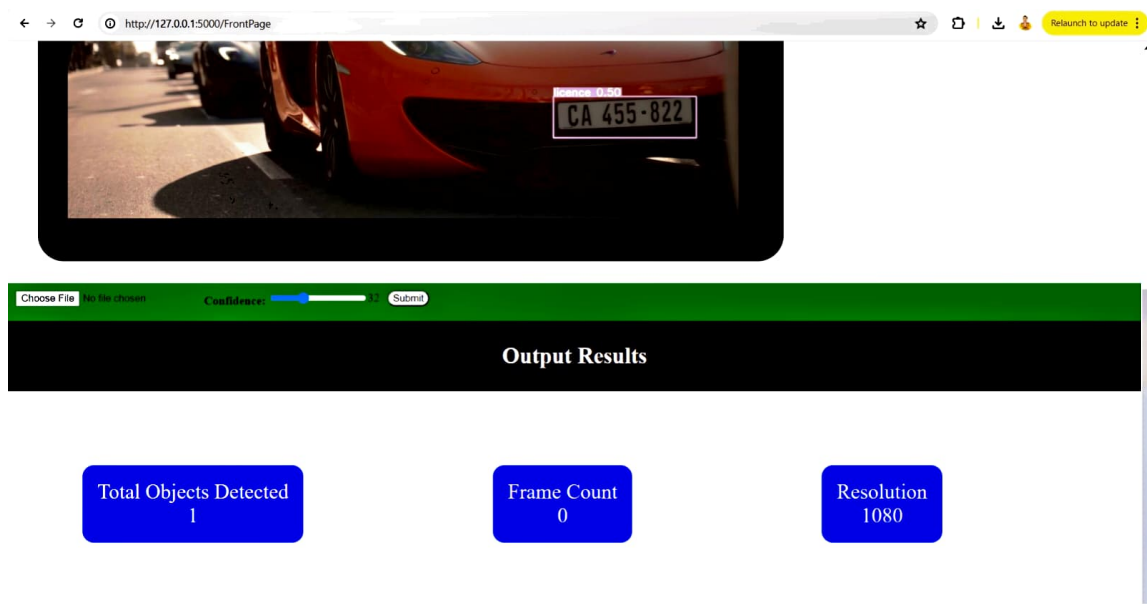 http://127.0.0.1:5000/FrontPage
Relaunch to update
licence 0.50
CA 455-822
Choose File No file chosen Confidence: 32 Submit
Output Results
Total Objects Detected
1
Frame Count
0
Resolution
1080